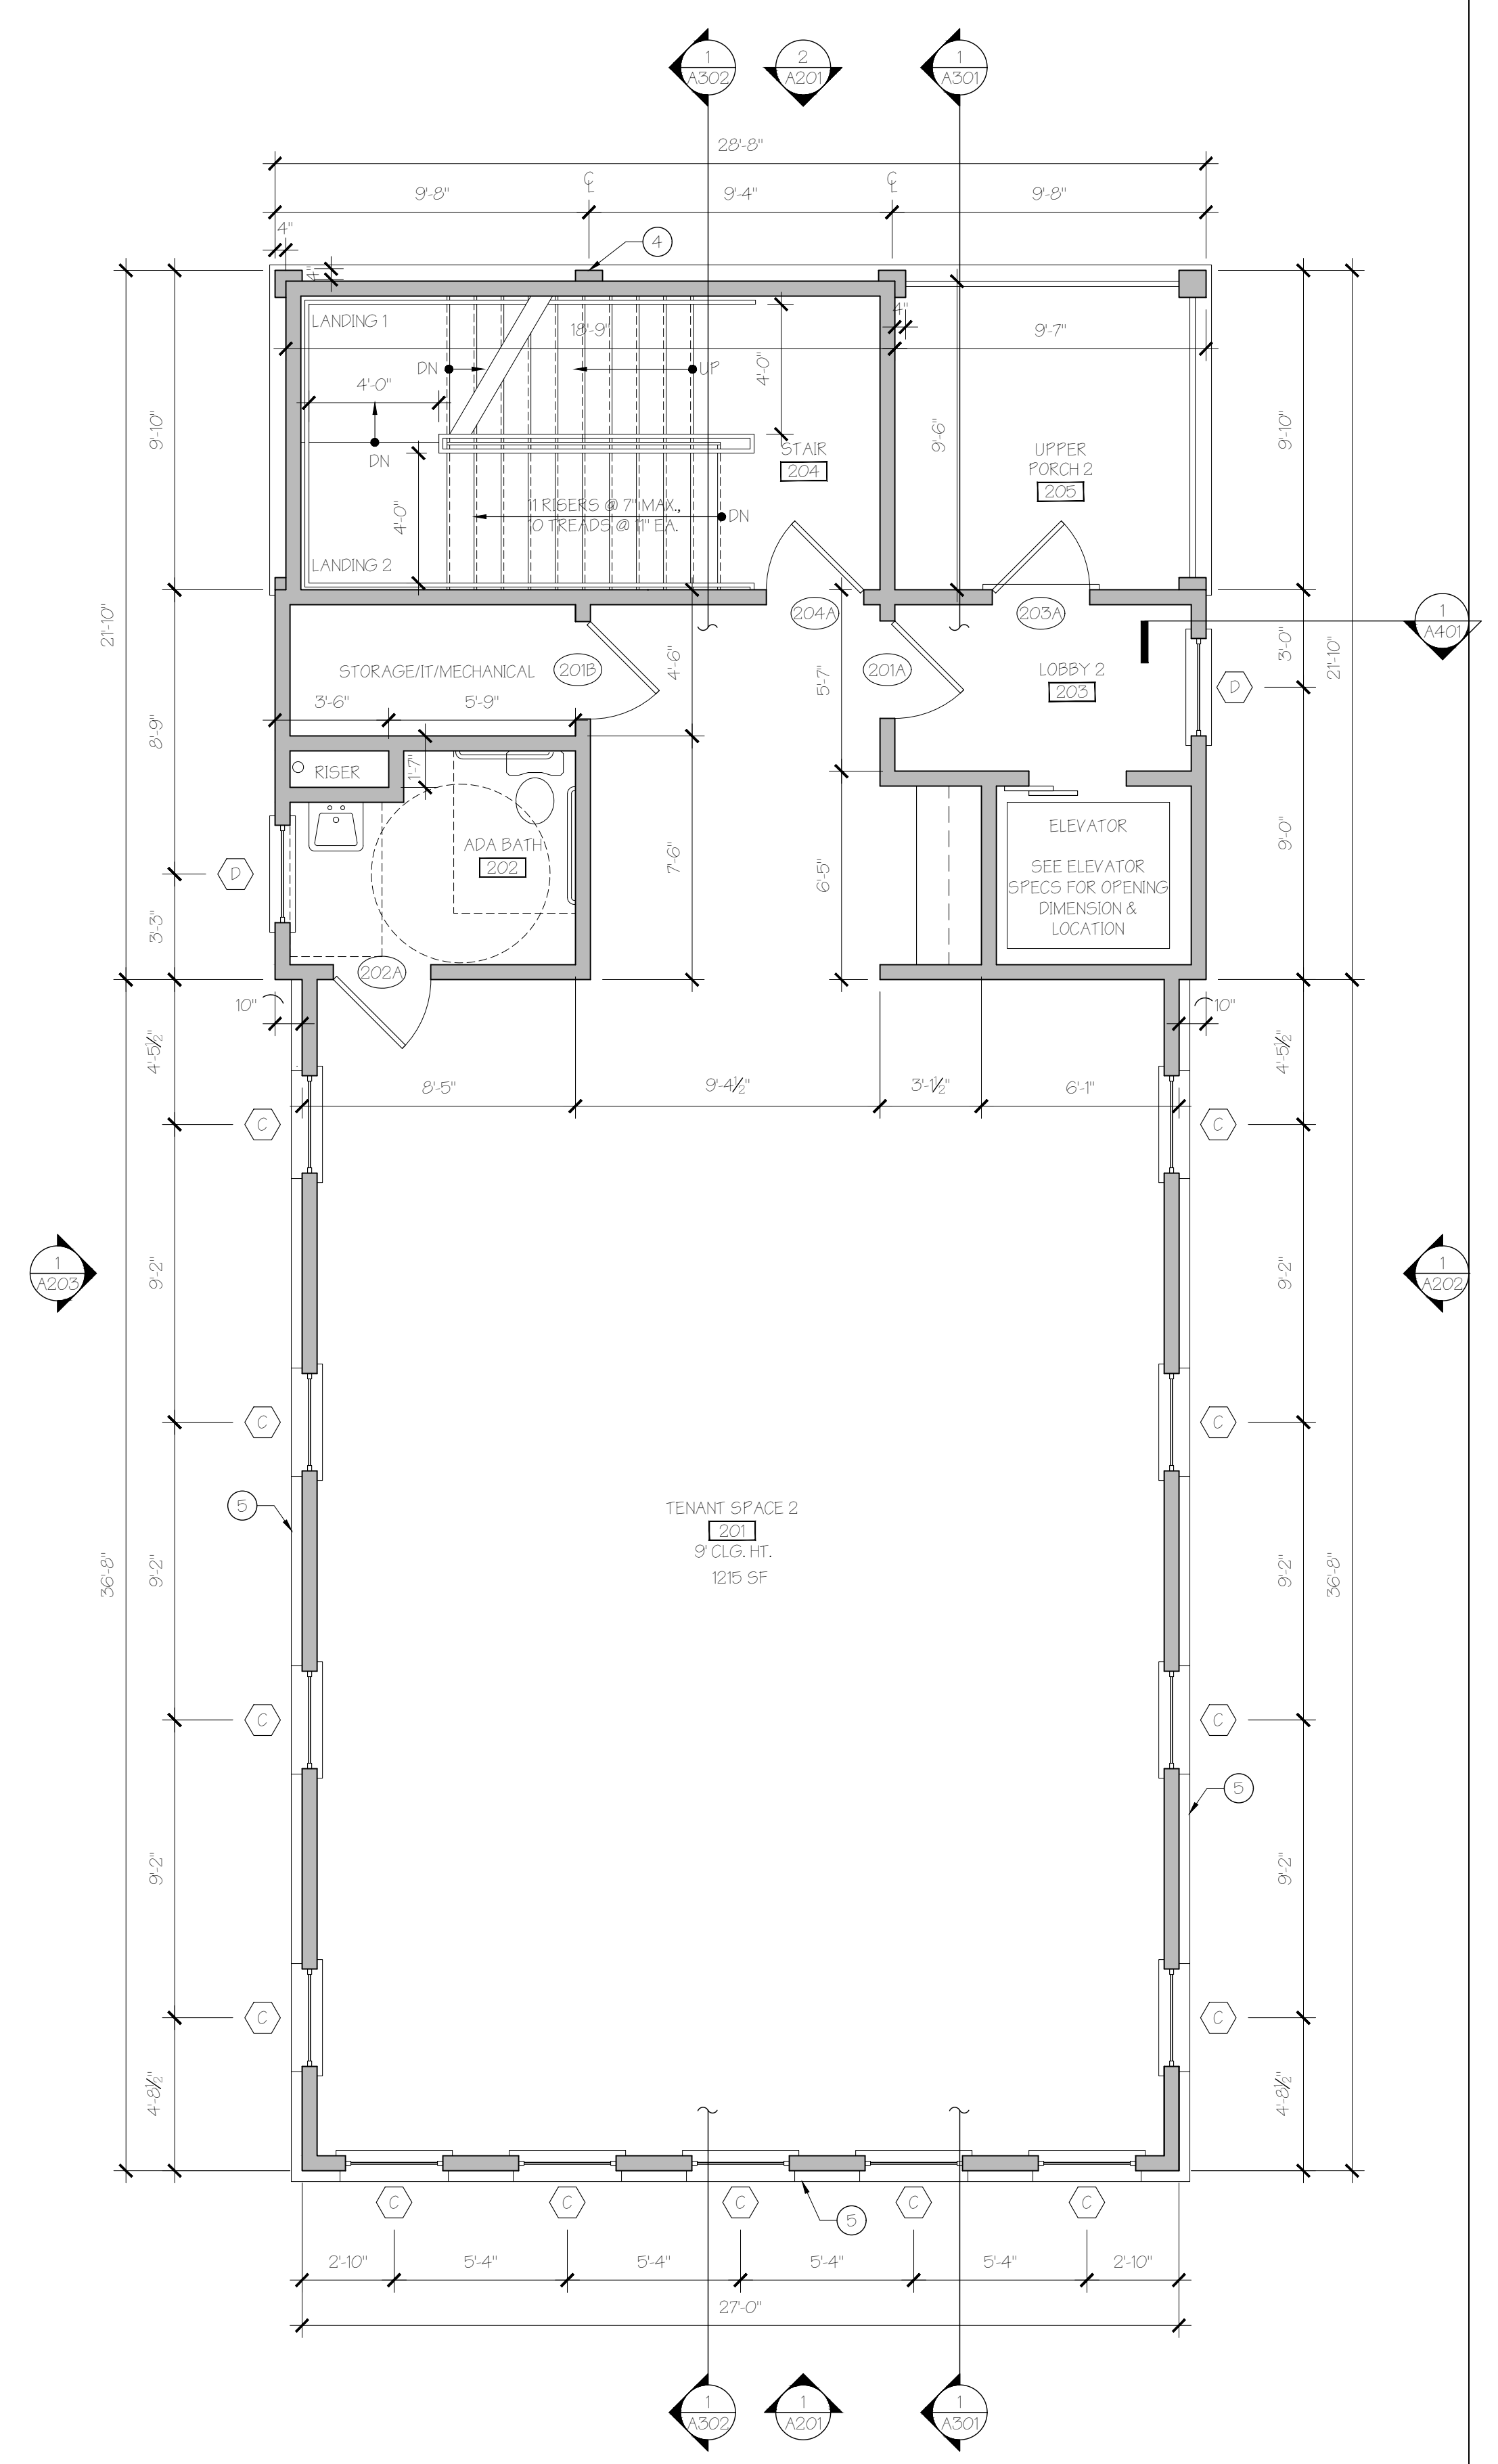 1
A302
2
A201
1
A301
28'-8"
9'-8"
9'-4"
9'-8"
4"
4
4"
LANDING 1
18'-9"
4"
9'-7"
DN
UP
4'-0"
4'-0"
9'-10"
DN
STAIR
204
9'-6"
UPPER
PORCH 2
205
9'-10"
4'-0"
11 RISERS @ 7" MAX.,
10 TREADS @ 11" EA.
DN
LANDING 2
21'-10"
204A
203A
1
A401
3'-0"
21'-10"
STORAGE/IT/MECHANICAL
201B
4'-6"
5'-7"
201A
LOBBY 2
203
D
3'-6"
5'-9"
8'-9"
RISER
1'-7"
ADA BATH
202
7'-6"
6'-5"
ELEVATOR
SEE ELEVATOR
SPECS FOR OPENING
DIMENSION &
LOCATION
9'-0"
D
3'-3"
202A
10"
10"
4'-5½"
4'-5½"
8'-5"
9'-4½"
3'-1½"
6'-1"
C
C
1
A203
9'-2"
9'-2"
1
A202
C
C
5
TENANT SPACE 2
201
9' CLG. HT.
1215 SF
36'-8"
9'-2"
9'-2"
36'-8"
C
C
5
9'-2"
9'-2"
C
C
4'-8½"
4'-8½"
C
C
C
C
C
5
2'-10"
5'-4"
5'-4"
5'-4"
5'-4"
2'-10"
27'-0"
1
A302
1
A201
1
A301